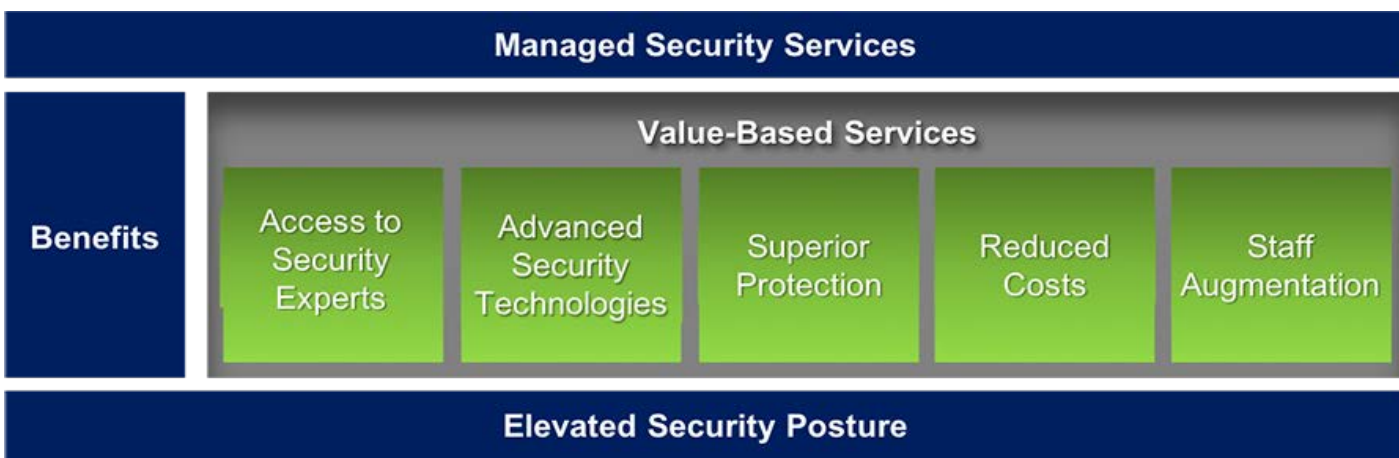 Managed Security Services
Benefits
Value-Based Services
Access to
Security
Experts
Advanced
Security
Technologies
Superior
Protection
Reduced
Costs
Staff
Augmentation
Elevated Security Posture